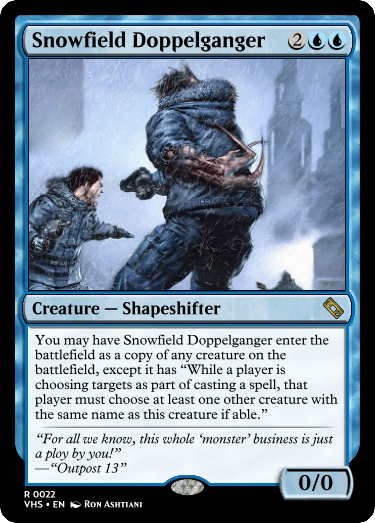 Snowfield Doppelganger 2
Creature — Shapeshifter
You may have Snowfield Doppelganger enter the
battlefield as a copy of any creature on the
battlefield, except it has “While a player is
choosing targets as part of casting a spell, that
player must choose at least one other creature with
the same name as this creature if able.”
“For all we know, this whole ‘monster’ business is just
a ploy by you!”
—“Outpost 13”
0/0
R 0022
VHS • EN Ron Ashtiani